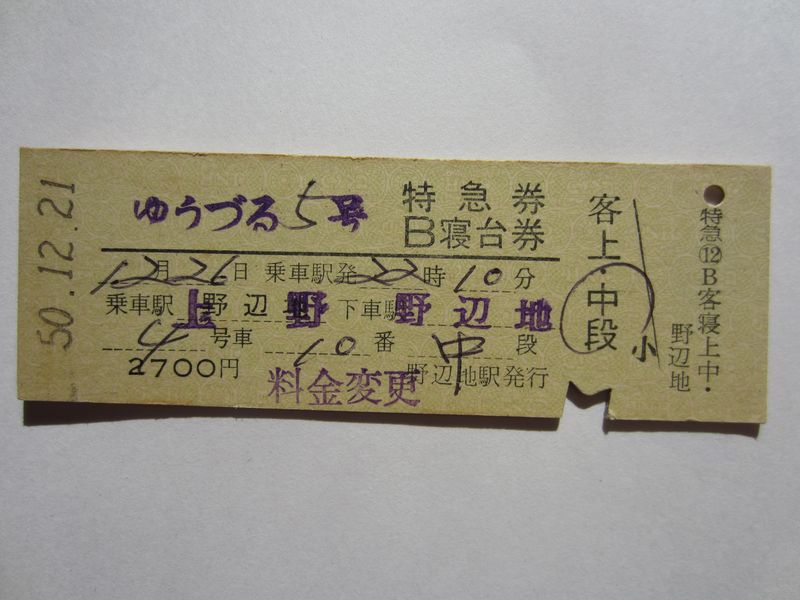 50.12.21
ゆうづる5号
特急券
B寝台券
12月26日 乗車駅発22時10分
乗車駅 上野 下車駅 野辺地
4号車 10番 中段
2700円
野辺地駅発行
料金変更
客上・中段
小
特急⑫B客寝上中・
野辺地